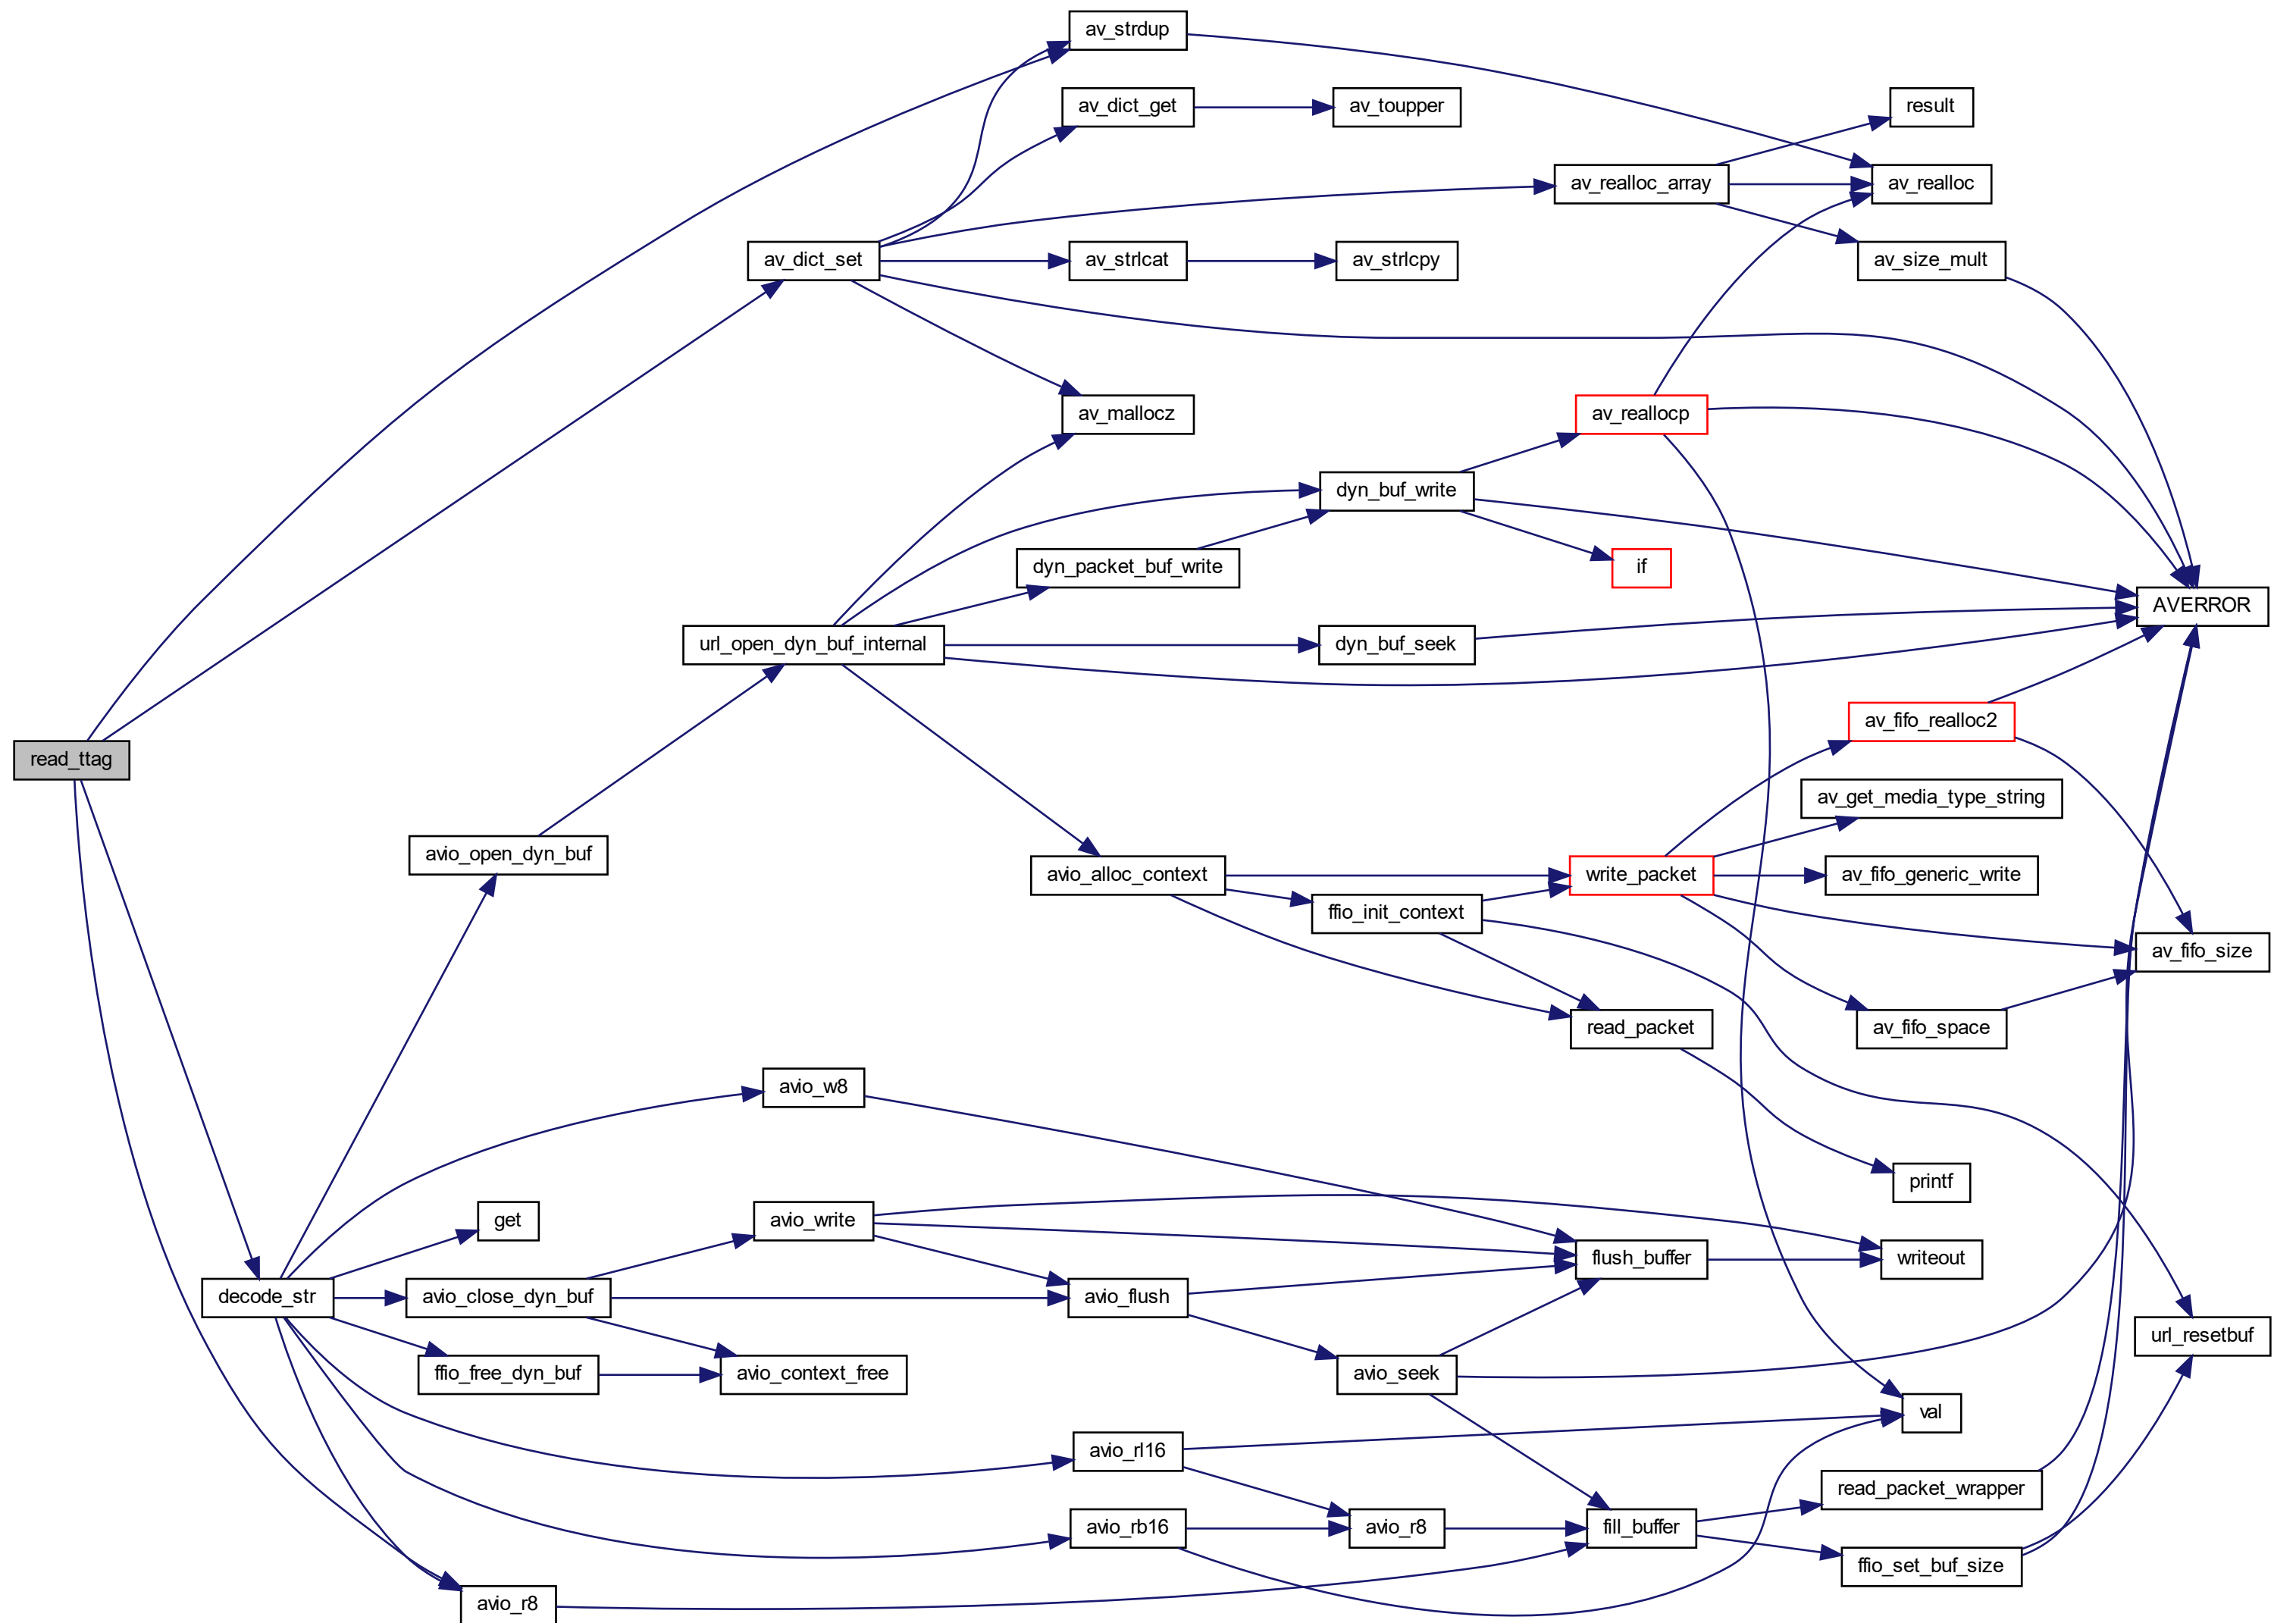 av_strdup
av_dict_get
av_toupper
result
av_realloc_array
av_realloc
av_dict_set
av_strlcat
av_strlcpy
av_size_mult
av_mallocz
av_reallocp
dyn_buf_write
dyn_packet_buf_write
if
AVERROR
url_open_dyn_buf_internal
dyn_buf_seek
av_fifo_realloc2
read_ttag
av_get_media_type_string
avio_open_dyn_buf
avio_alloc_context
write_packet
av_fifo_generic_write
ffio_init_context
av_fifo_size
read_packet
av_fifo_space
avio_w8
printf
get
avio_write
flush_buffer
writeout
decode_str
avio_close_dyn_buf
avio_flush
url_resetbuf
ffio_free_dyn_buf
avio_context_free
avio_seek
val
avio_rl16
read_packet_wrapper
avio_rb16
avio_r8
fill_buffer
ffio_set_buf_size
avio_r8